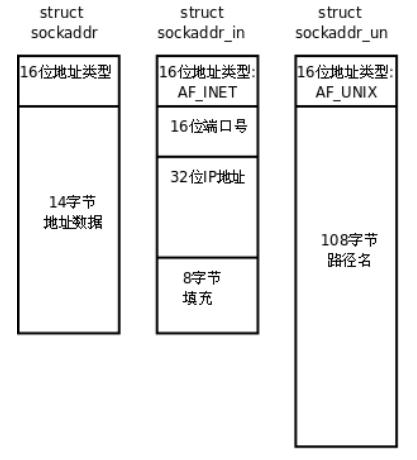 struct
sockaddr
16位地址类型
14字节
地址数据
struct
sockaddr_in
16位地址类型:
AF_INET
16位端口号
32位IP地址
8字节
填充
struct
sockaddr_un
16位地址类型:
AF_UNIX
108字节
路径名